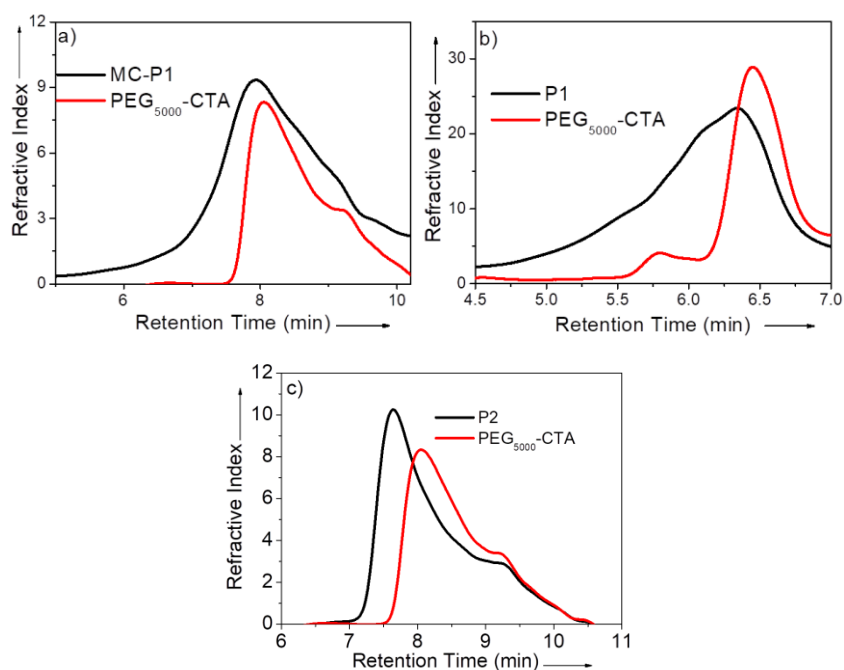 a)
MC-P1
PEG5000-CTA
Refractive Index
12
9
6
3
0
6 8 10
Retention Time (min)
b)
P1
PEG5000-CTA
Refractive Index
30
20
10
0
4.5 5.0 5.5 6.0 6.5 7.0
Retention Time (min)
c)
P2
PEG5000-CTA
Refractive Index
12
10
8
6
4
2
0
6 7 8 9 10 11
Retention Time (min)